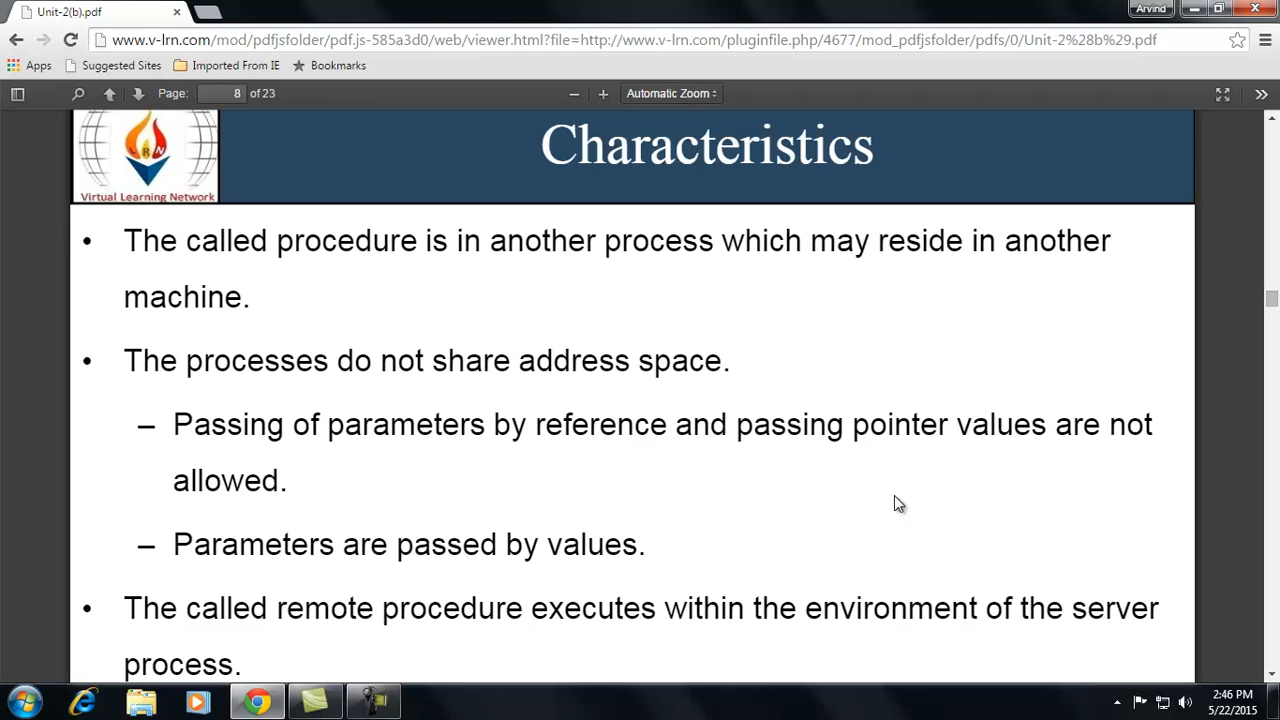 Unit-2(b).pdf
Arvind
www.v-lrn.com/mod/pdfjsfolder/pdf.js-585a3d0/web/viewer.html?file=http://www.v-lrn.com/pluginfile.php/4677/mod_pdfjsfolder/pdfs/0/Unit-2%28b%29.pdf
Apps Suggested Sites Imported From IE Bookmarks
Page: 8 of 23 Automatic Zoom
LRN
Virtual Learning Network
Characteristics
• The called procedure is in another process which may reside in another
machine.
• The processes do not share address space.
– Passing of parameters by reference and passing pointer values are not
allowed.
– Parameters are passed by values.
• The called remote procedure executes within the environment of the server
process.
2:46 PM
5/22/2015